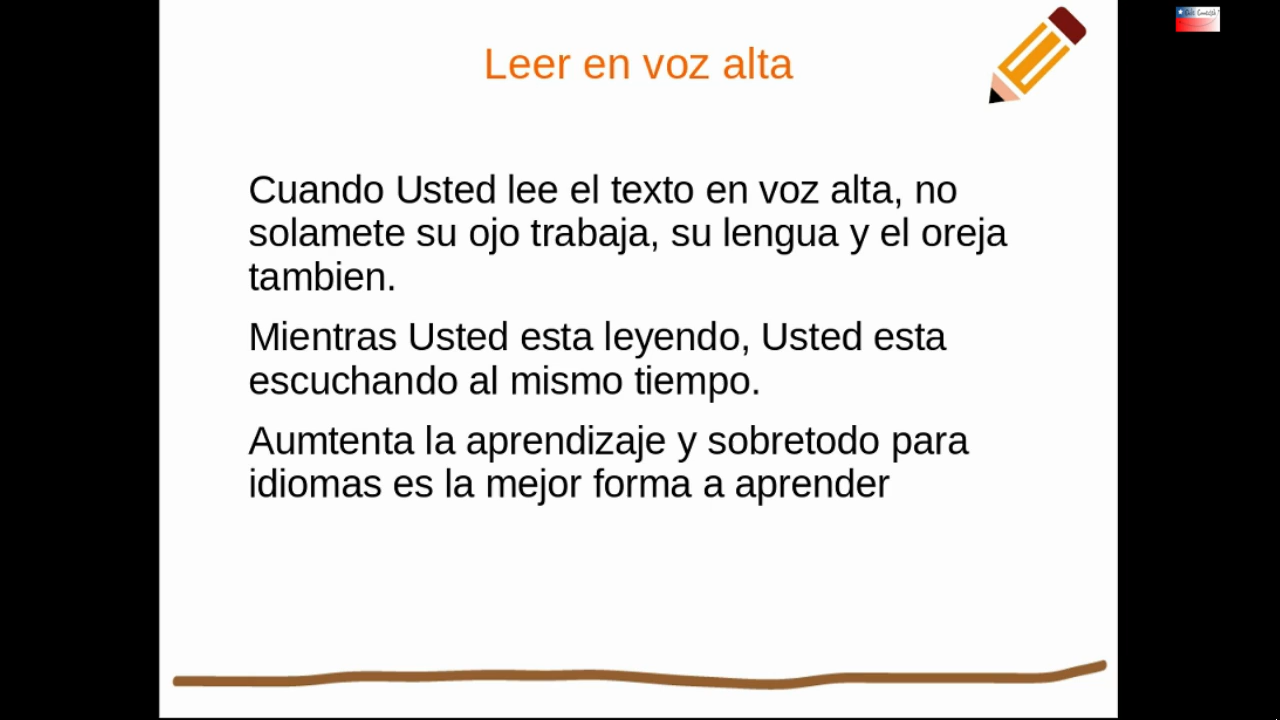 Leer en voz alta
Cuando Usted lee el texto en voz alta, no
solamete su ojo trabaja, su lengua y el oreja
tambien.
Mientras Usted esta leyendo, Usted esta
escuchando al mismo tiempo.
Aumtenta la aprendizaje y sobretodo para
idiomas es la mejor forma a aprender